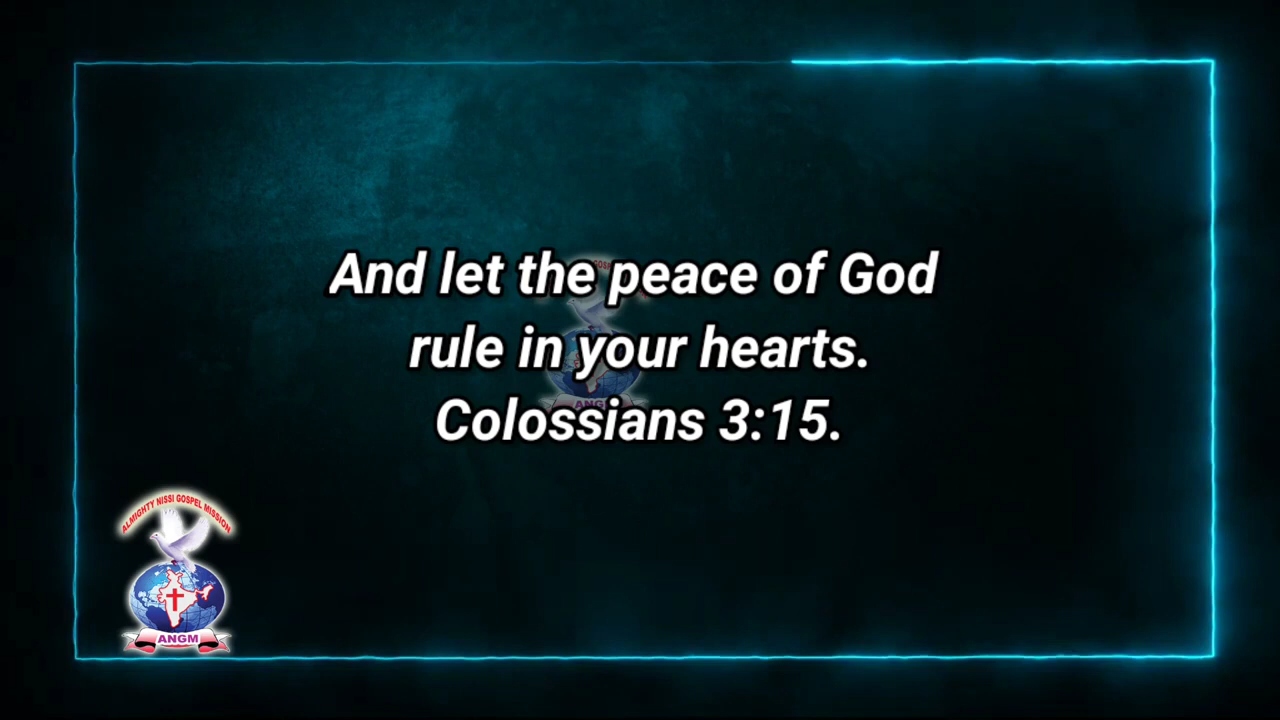 And let the peace of God
rule in your hearts.
Colossians 3:15.
ALMIGHTY NISSI GOSPEL MISSION
ANGM